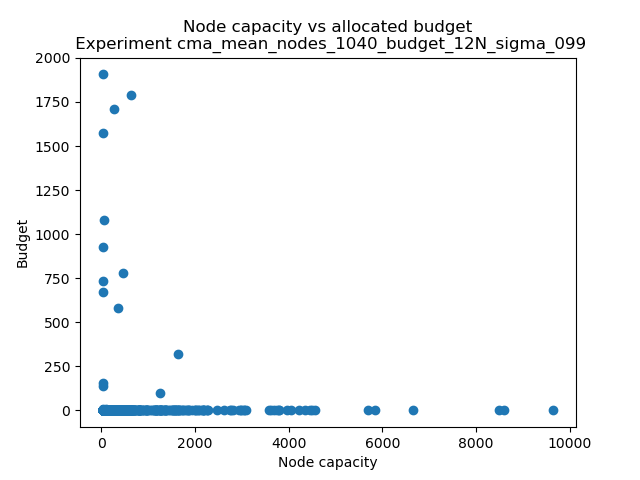 Node capacity vs allocated budget
Experiment cma_mean_nodes_1040_budget_12N_sigma_099
2000
1750
1500
1250
1000
750
500
250
0
Budget
0 2000 4000 6000 8000 10000
Node capacity